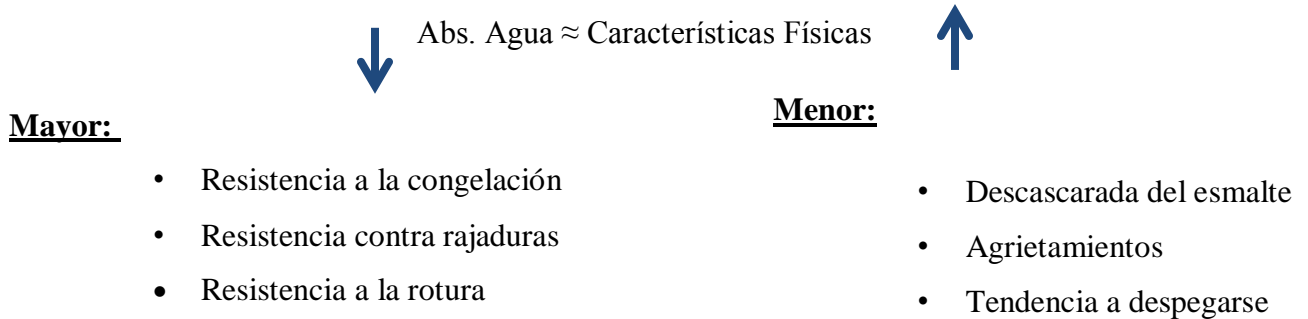 Abs. Agua ≈ Características Físicas
Mayor:
• Resistencia a la congelación
• Resistencia contra rajaduras
• Resistencia a la rotura
Menor:
• Descascarada del esmalte
• Agrietamientos
• Tendencia a despegarse